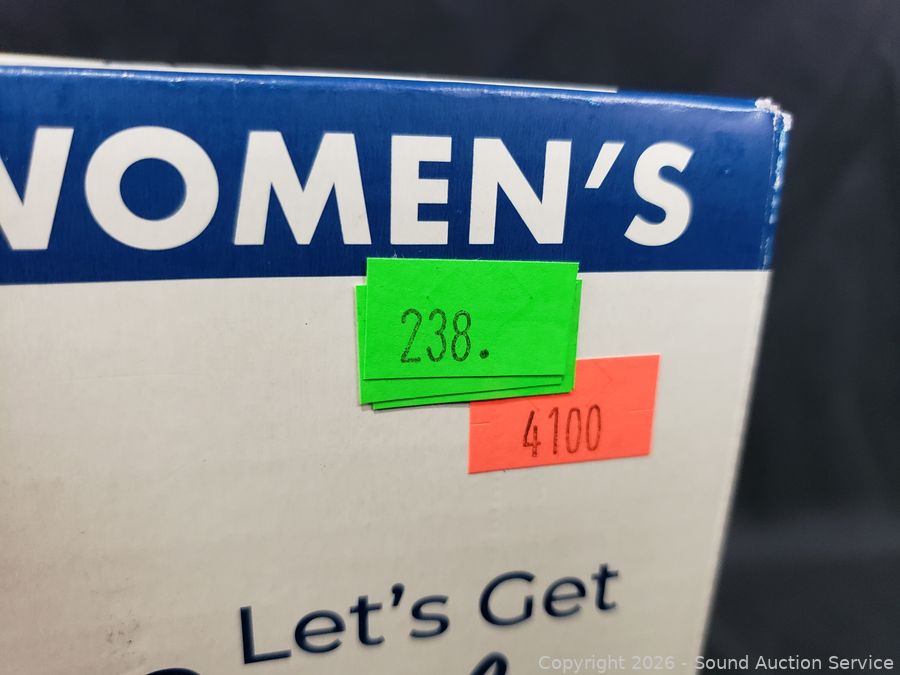 WOMEN'S
238.
4100
Let's Get
Copyright 2026 - Sound Auction Service